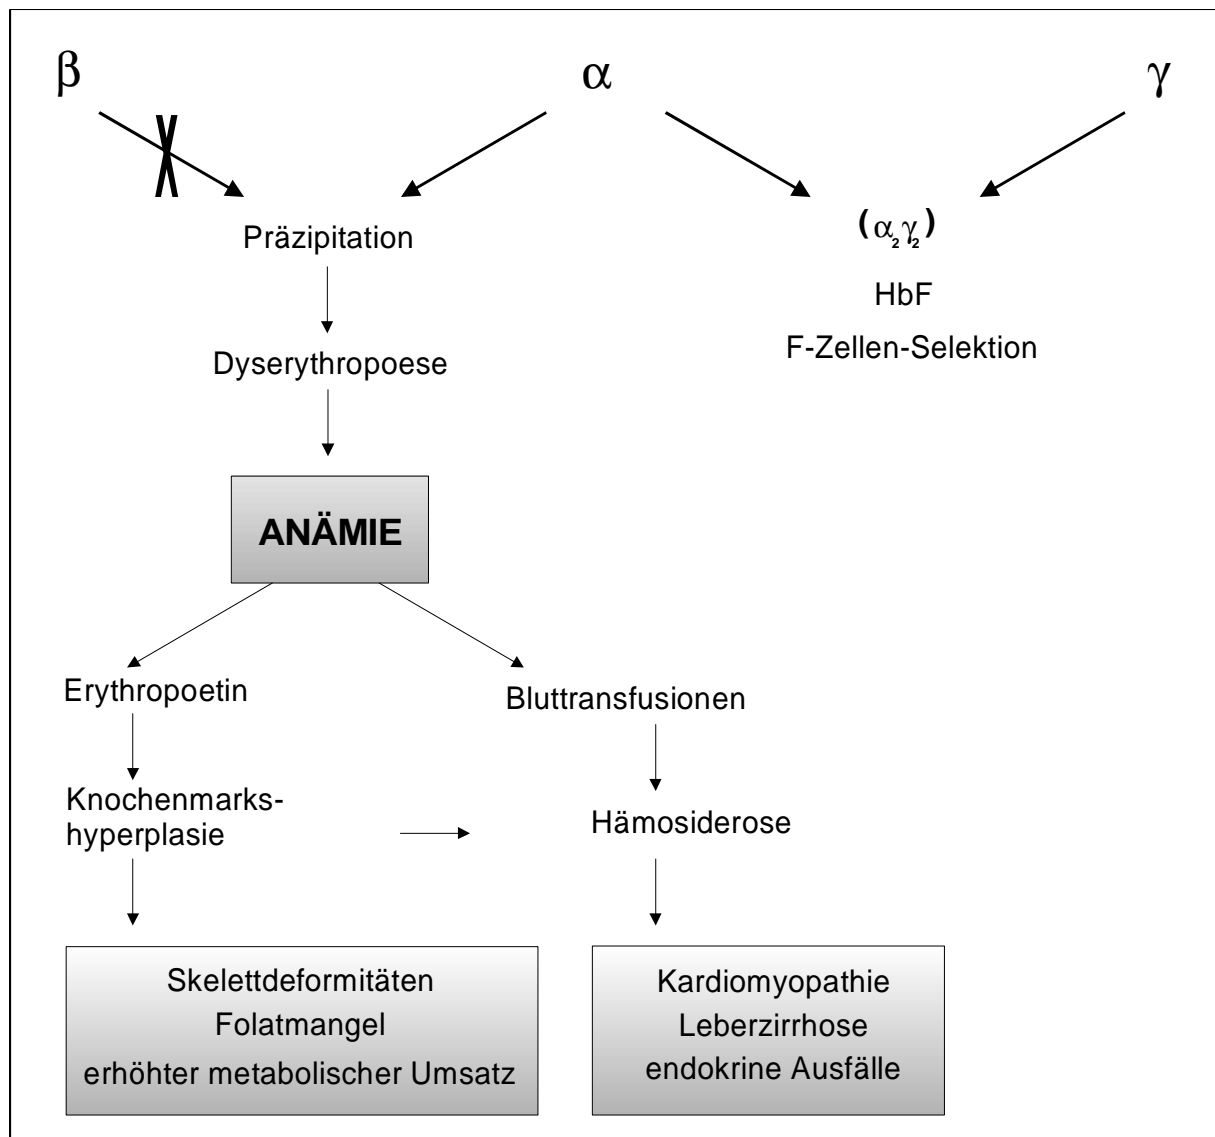 β α γ
Präzipitation
(α₂γ₂)
HbF
F-Zellen-Selektion
Dyserythropoese
ANÄMIE
Erythropoetin
Bluttransfusionen
Knochenmarks-
hyperplasie
Hämosiderose
Skelettdeformitäten
Folatmangel
erhöhter metabolischer Umsatz
Kardiomyopathie
Leberzirrhose
endokrine Ausfälle